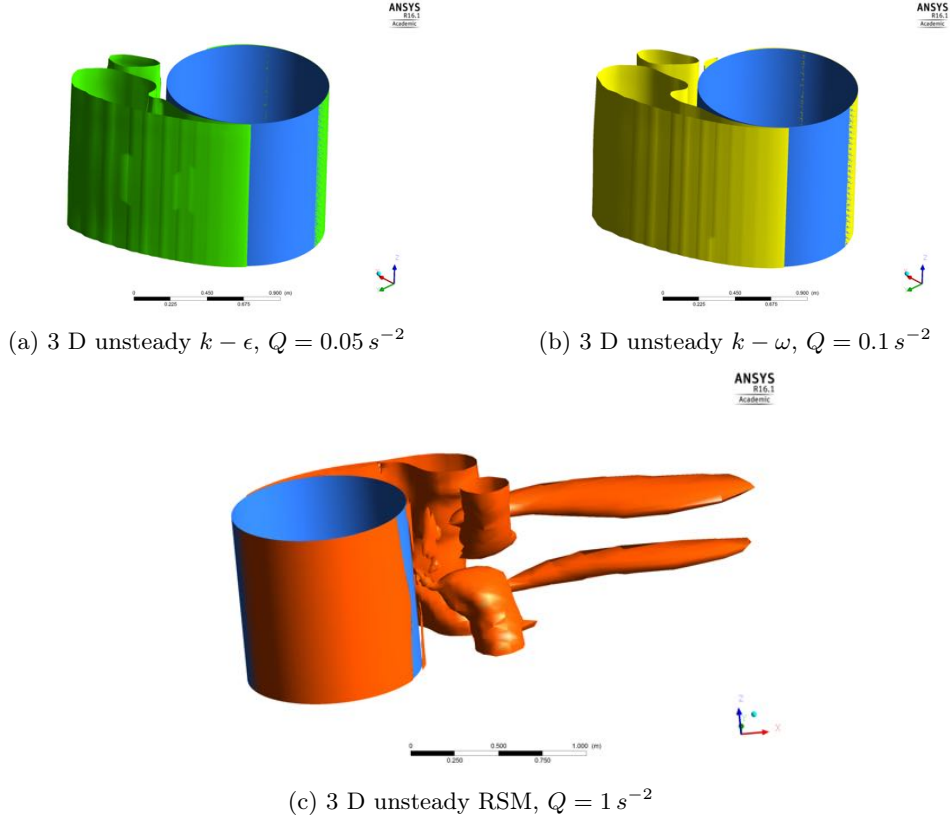 ANSYS
R16.1
Academic
ANSYS
R16.1
Academic
Z
Z
0 0.450 0.900 (m)
0.225 0.675
0 0.450 0.900 (m)
0.225 0.675
(a) 3 D unsteady k − ϵ, Q = 0.05 s⁻²
(b) 3 D unsteady k − ω, Q = 0.1 s⁻²
ANSYS
R16.1
Academic
Z
X
0 0.500 1.000 (m)
0.250 0.750
(c) 3 D unsteady RSM, Q = 1 s⁻²